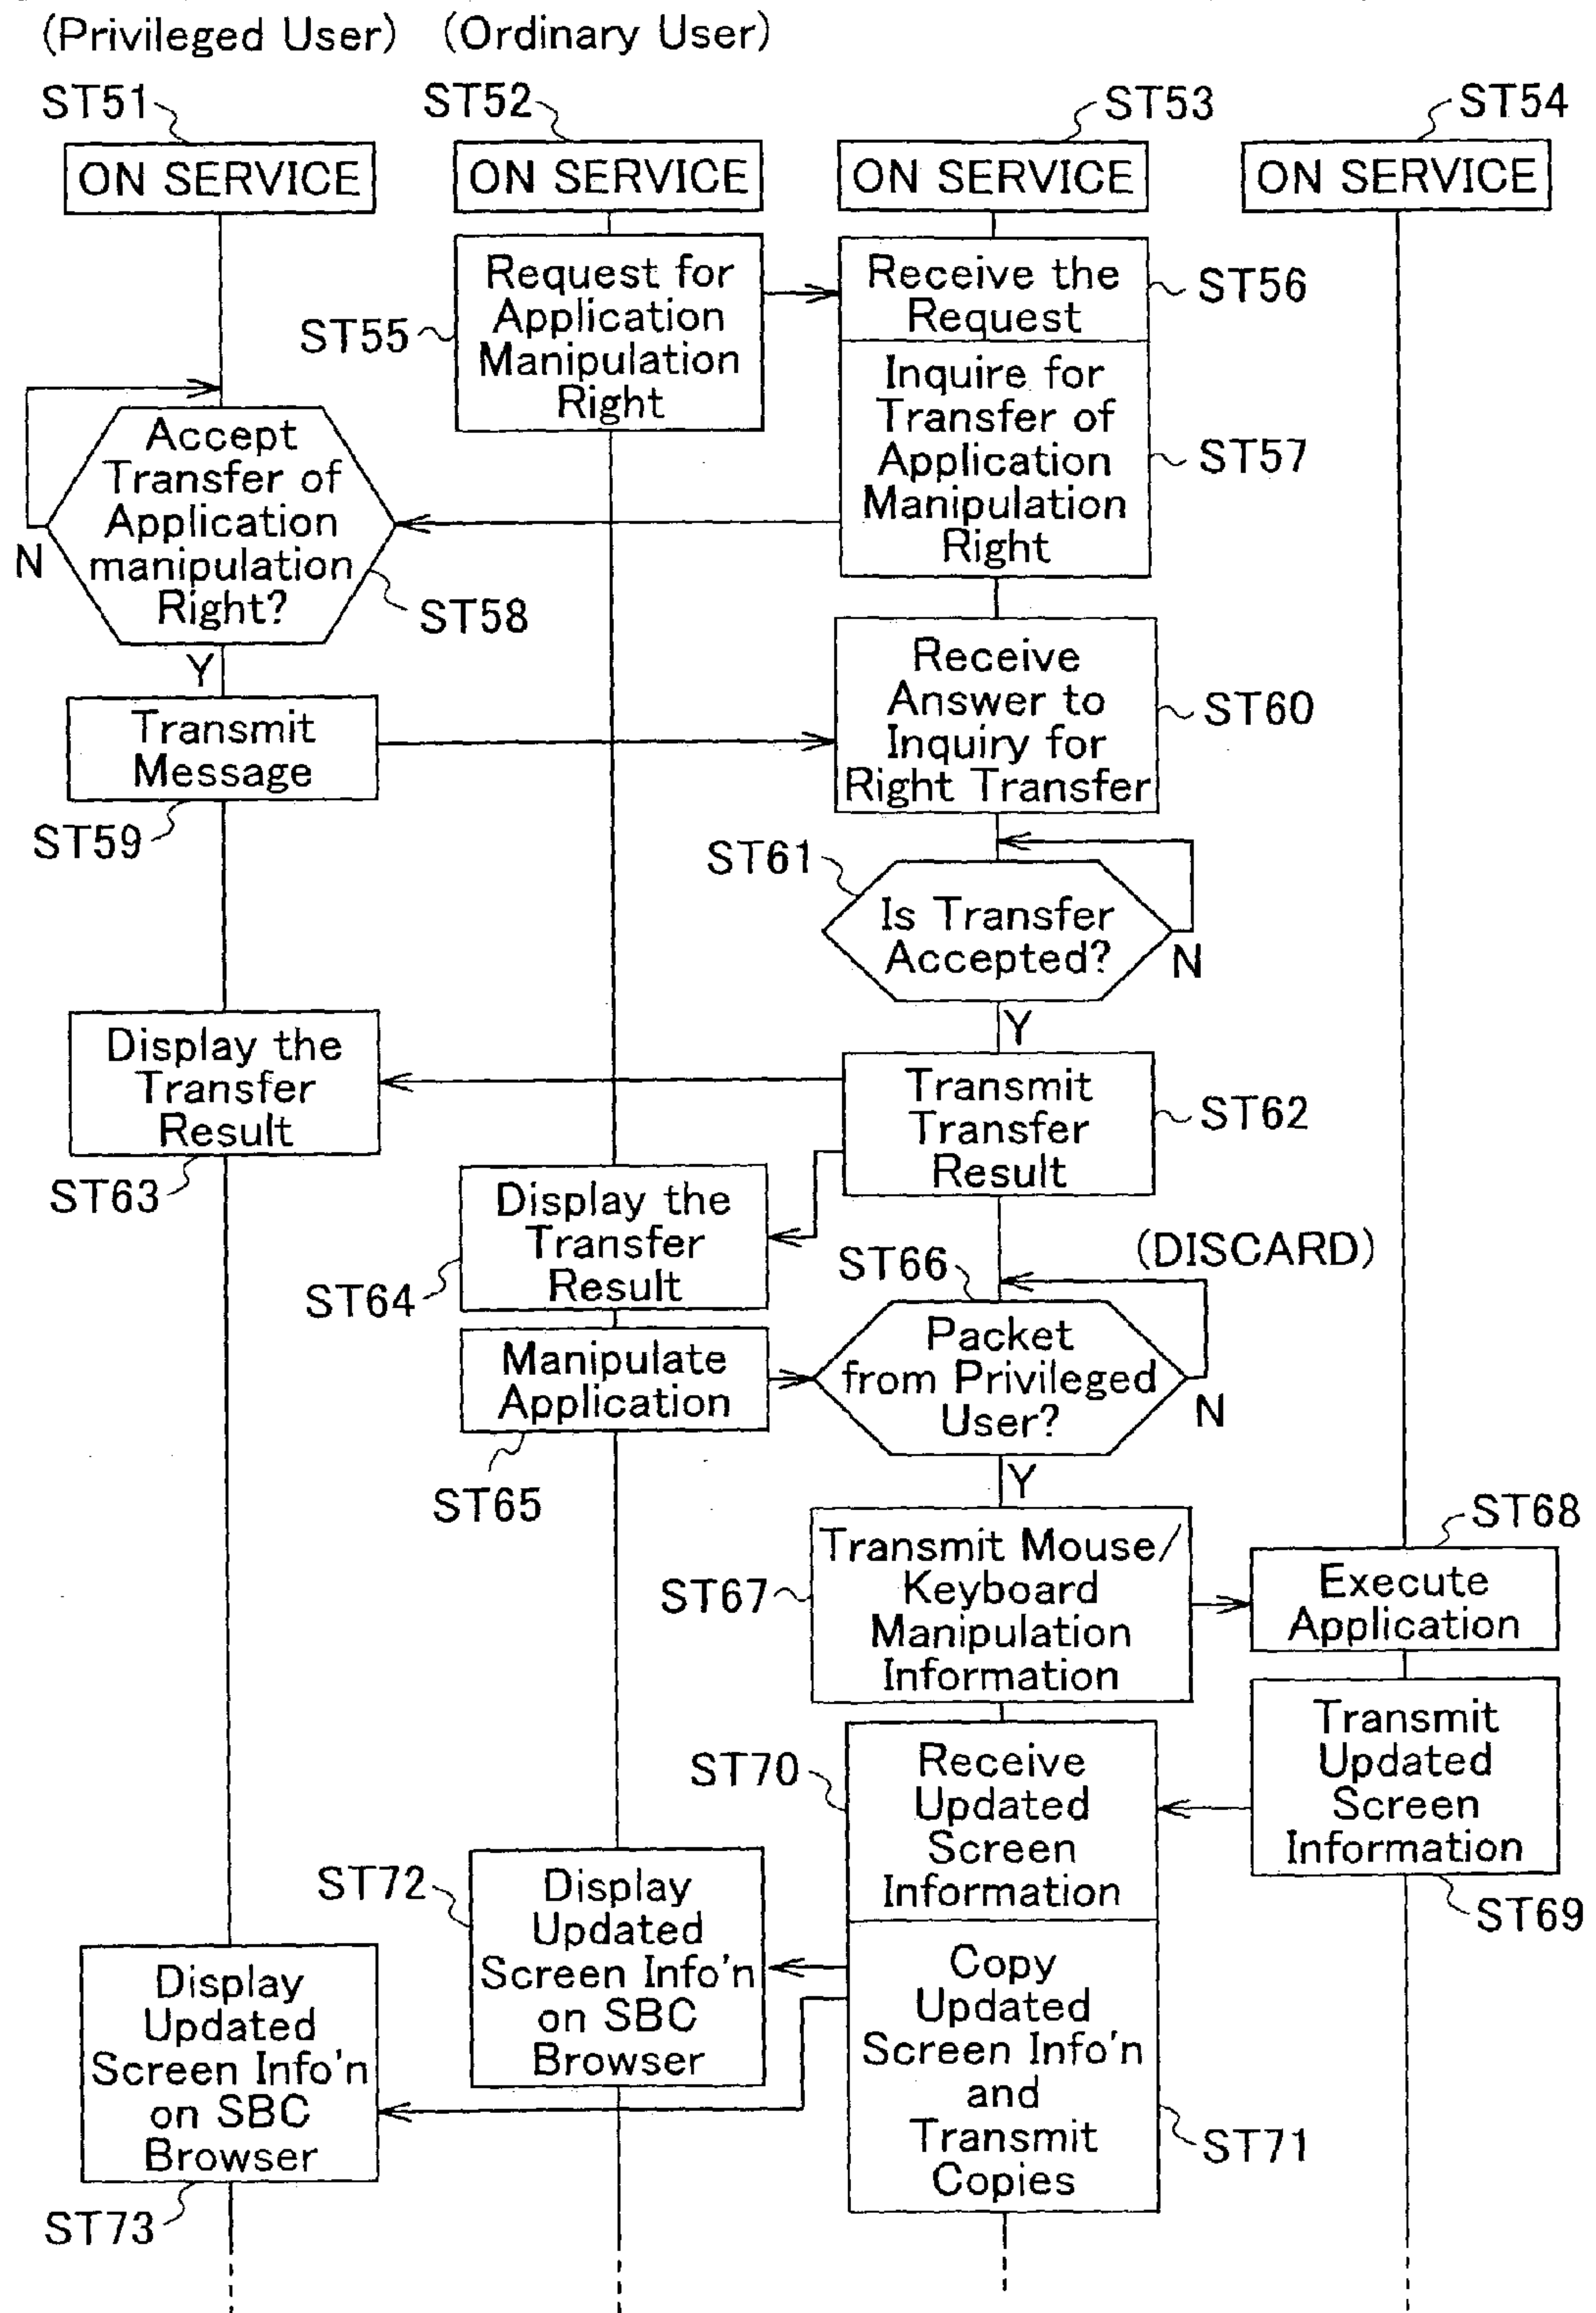 (Privileged User) (Ordinary User)
ST51
ST52
ST53
ST54
ON SERVICE
ON SERVICE
ON SERVICE
ON SERVICE
Request for
Application
Manipulation
Right
ST55
Receive the
Request
ST56
Inquire for
Transfer of
Application
Manipulation
Right
ST57
Accept
Transfer of
Application
manipulation
Right?
N
ST58
Y
Transmit
Message
ST59
Receive
Answer to
Inquiry for
Right Transfer
ST60
ST61
Is Transfer
Accepted?
N
Y
Display the
Transfer
Result
ST63
Transmit
Transfer
Result
ST62
Display the
Transfer
Result
ST64
(DISCARD)
ST66
Manipulate
Application
ST65
Packet
from Privileged
User?
N
Y
Transmit Mouse/
Keyboard
Manipulation
Information
ST67
ST68
Execute
Application
Transmit
Updated
Screen
Information
ST69
ST70
Receive
Updated
Screen
Information
ST72
Display
Updated
Screen Info'n
on SBC
Browser
Copy
Updated
Screen Info'n
and
Transmit
Copies
ST71
Display
Updated
Screen Info'n
on SBC
Browser
ST73